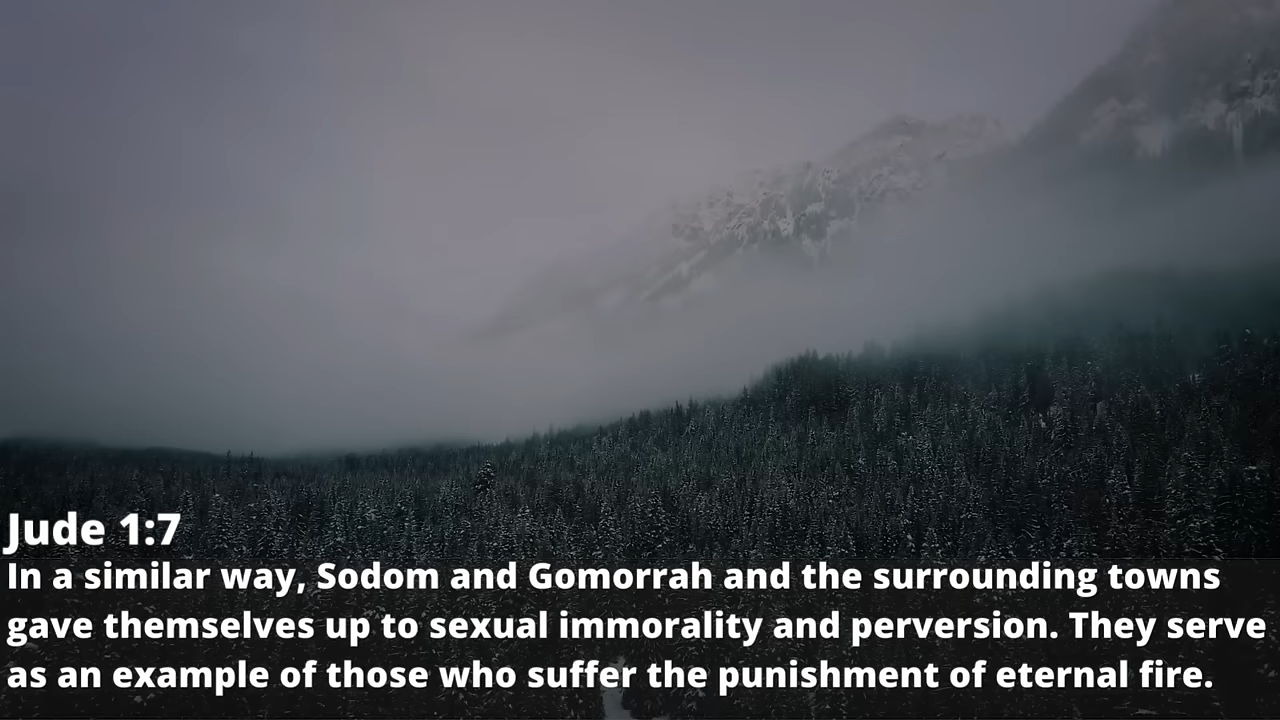 Jude 1:7
In a similar way, Sodom and Gomorrah and the surrounding towns
gave themselves up to sexual immorality and perversion. They serve
as an example of those who suffer the punishment of eternal fire.